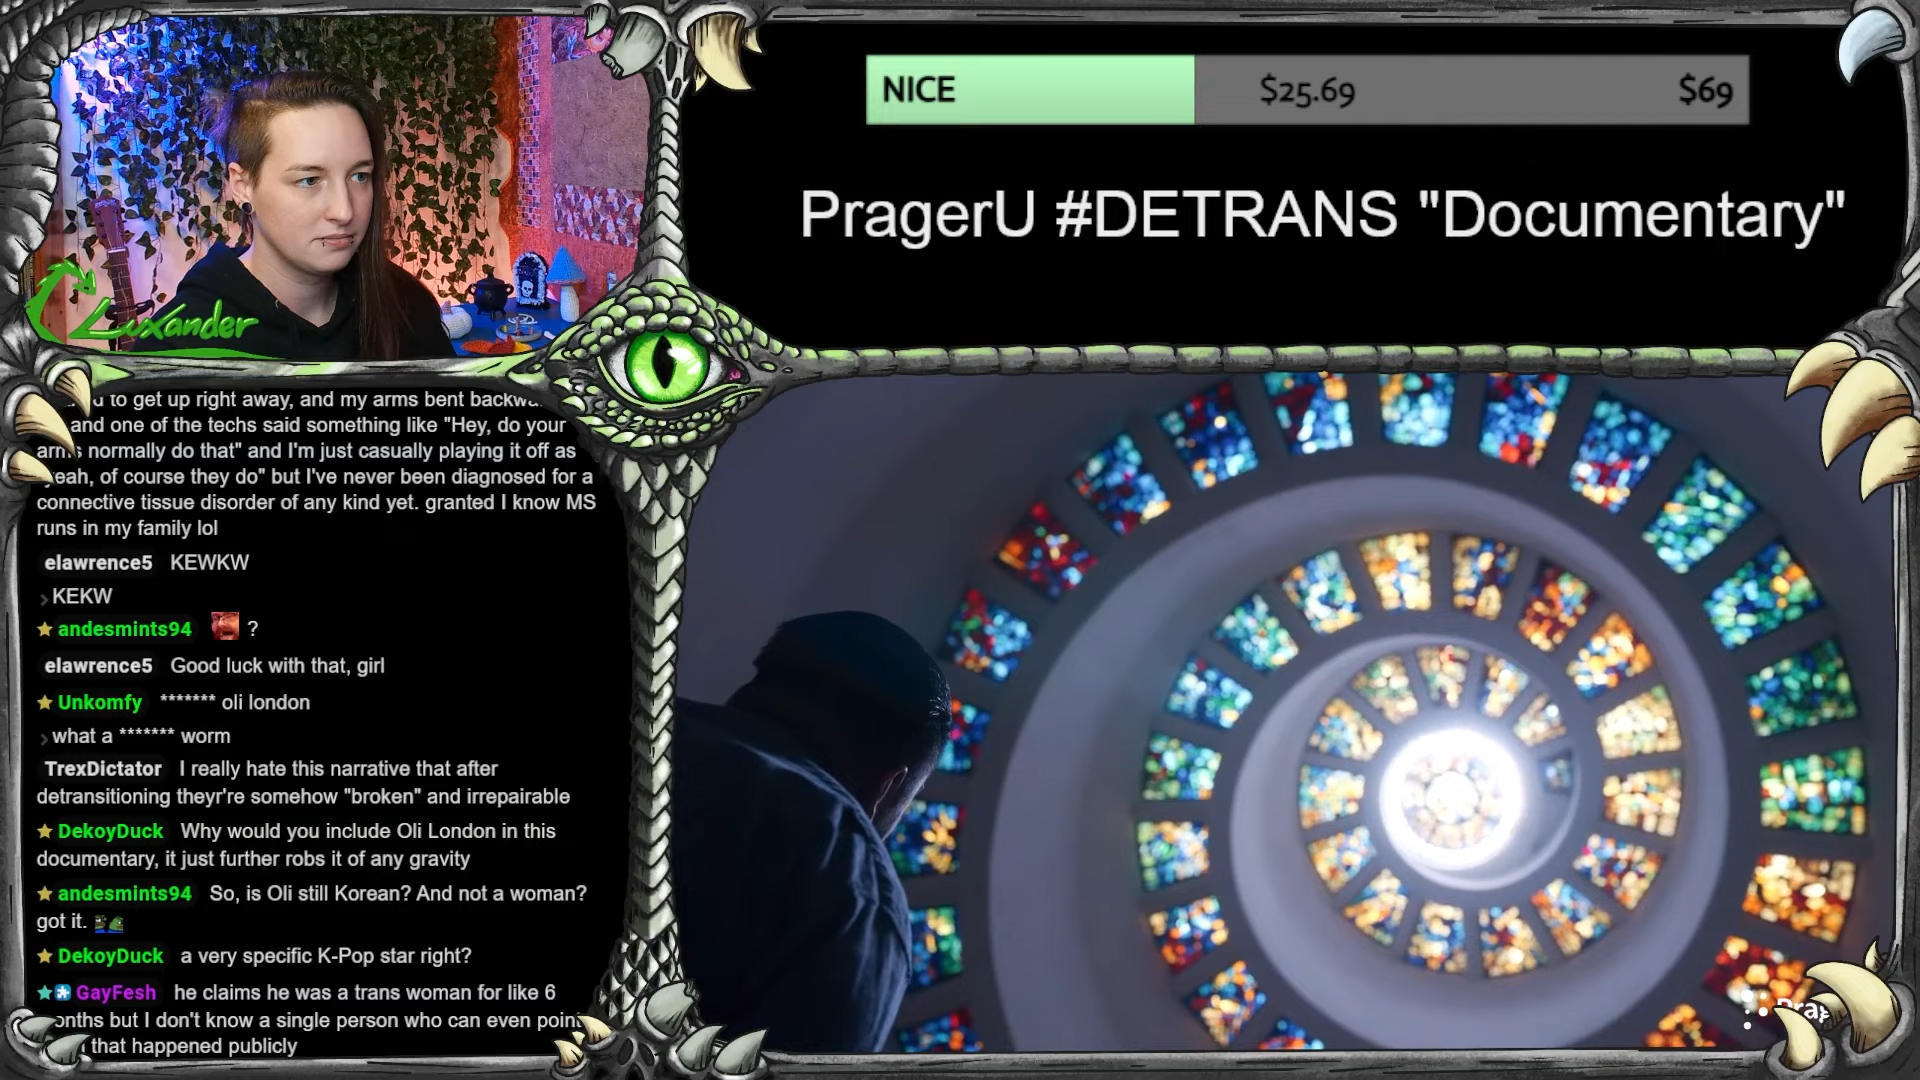 NICE $25.69 $69
PragerU #DETRANS "Documentary"
Luxander
to get up right away, and my arms bent backwa
and one of the techs said something like "Hey, do your
arms normally do that" and I'm just casually playing it off as
yeah, of course they do" but I've never been diagnosed for a
connective tissue disorder of any kind yet. granted I know MS
runs in my family lol
elawrence5 KEWKW
KEKW
andesmints94 ?
elawrence5 Good luck with that, girl
Unkomfy ******* oli london
what a ******* worm
TrexDictator I really hate this narrative that after
detransitioning theyr're somehow "broken" and irrepairable
DekoyDuck Why would you include Oli London in this
documentary, it just further robs it of any gravity
andesmints94 So, is Oli still Korean? And not a woman?
got it.
DekoyDuck a very specific K-Pop star right?
GayFesh he claims he was a trans woman for like 6
onths but I don't know a single person who can even point
that happened publicly
Prag